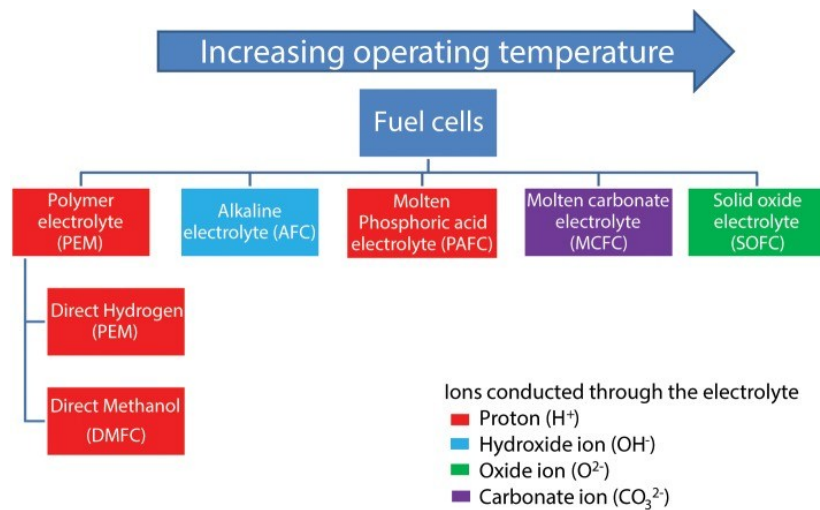 Increasing operating temperature
Fuel cells
Polymer
electrolyte
(PEM)
Alkaline
electrolyte (AFC)
Molten
Phosphoric acid
electrolyte (PAFC)
Molten carbonate
electrolyte
(MCFC)
Solid oxide
electrolyte
(SOFC)
Direct Hydrogen
(PEM)
Direct Methanol
(DMFC)
Ions conducted through the electrolyte
Proton (H⁺)
Hydroxide ion (OH⁻)
Oxide ion (O²⁻)
Carbonate ion (CO₃²⁻)